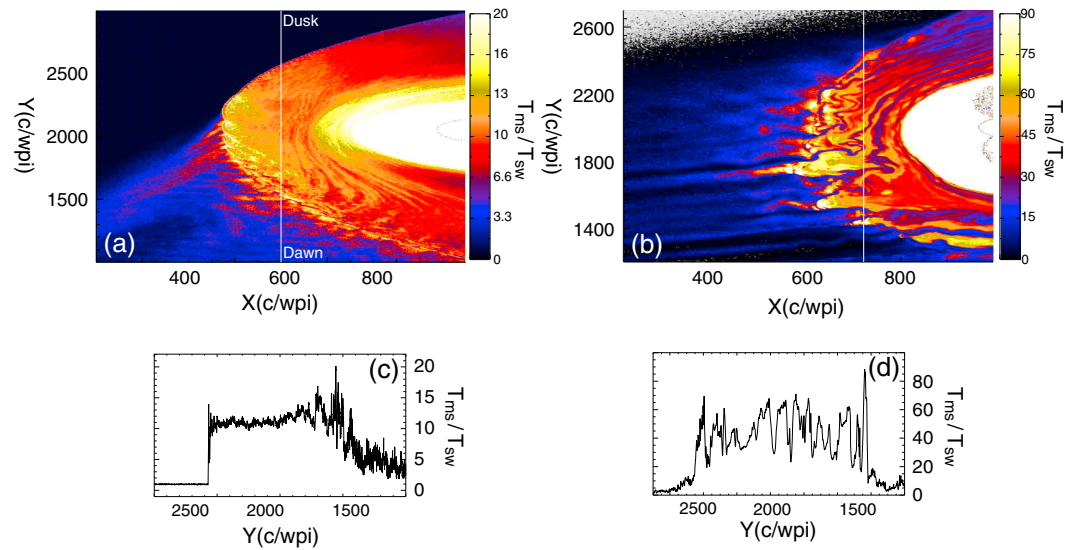 Dusk
Dawn
(a)
2500
2000
1500
Y(c/wpi)
400
600
800
X(c/wpi)
20
16
13
10
6.6
3.3
0
Tms/Tsw
(b)
2600
2200
1800
1400
Y(c/wpi)
400
600
800
X(c/wpi)
90
75
60
45
30
15
0
Tms/Tsw
(c)
20
15
10
5
0
Tms/Tsw
2500
2000
1500
Y(c/wpi)
(d)
80
60
40
20
0
Tms/Tsw
2500
2000
1500
Y(c/wpi)